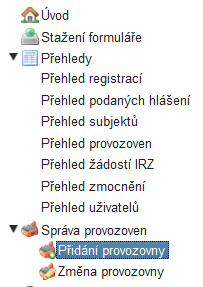 Úvod
Stažení formuláře
Přehledy
Přehled registrací
Přehled podaných hlášení
Přehled subjektů
Přehled provozoven
Přehled žádostí IRZ
Přehled zmocnění
Přehled uživatelů
Správa provozoven
Přidání provozovny
Změna provozovny